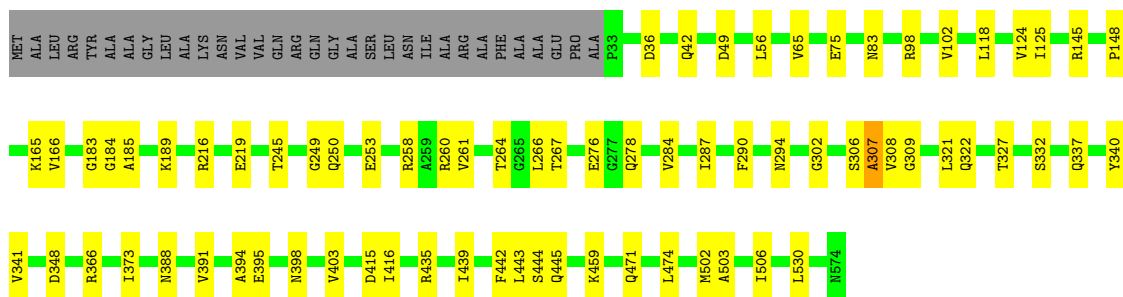 MET ALA LEU ARG TYR ALA ALA GLY LEU ALA LYS ASN VAL VAL GLN ARG GLN GLY ALA SER LEU ASN ILE ALA ARG ALA PHE ALA ALA GLU PRO ALA P33 D36 Q42 D49 L56 V65 E75 N83 R98 V102 L118 V124 I125 R145 P148
K165 V166 G183 G184 A185 K189 R216 E219 T245 G249 Q250 E253 R258 A259 R260 V261 T264 G265 L266 T267 E276 G277 Q278 V284 I287 F290 N294 G302 S306 A307 V308 G309 L321 Q322 T327 S332 Q337 Y340
V341 D348 R366 I373 N388 V391 A394 E395 N398 V403 D415 I416 R435 I439 F442 L443 S444 Q445 K459 Q471 L474 M502 A503 I506 L530 N574